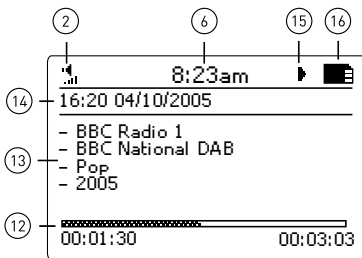 2 6 15 16
8:23am
14 16:20 04/10/2005
- BBC Radio 1
- BBC National DAB
13 - Pop
- 2005
12
00:01:30 00:03:03